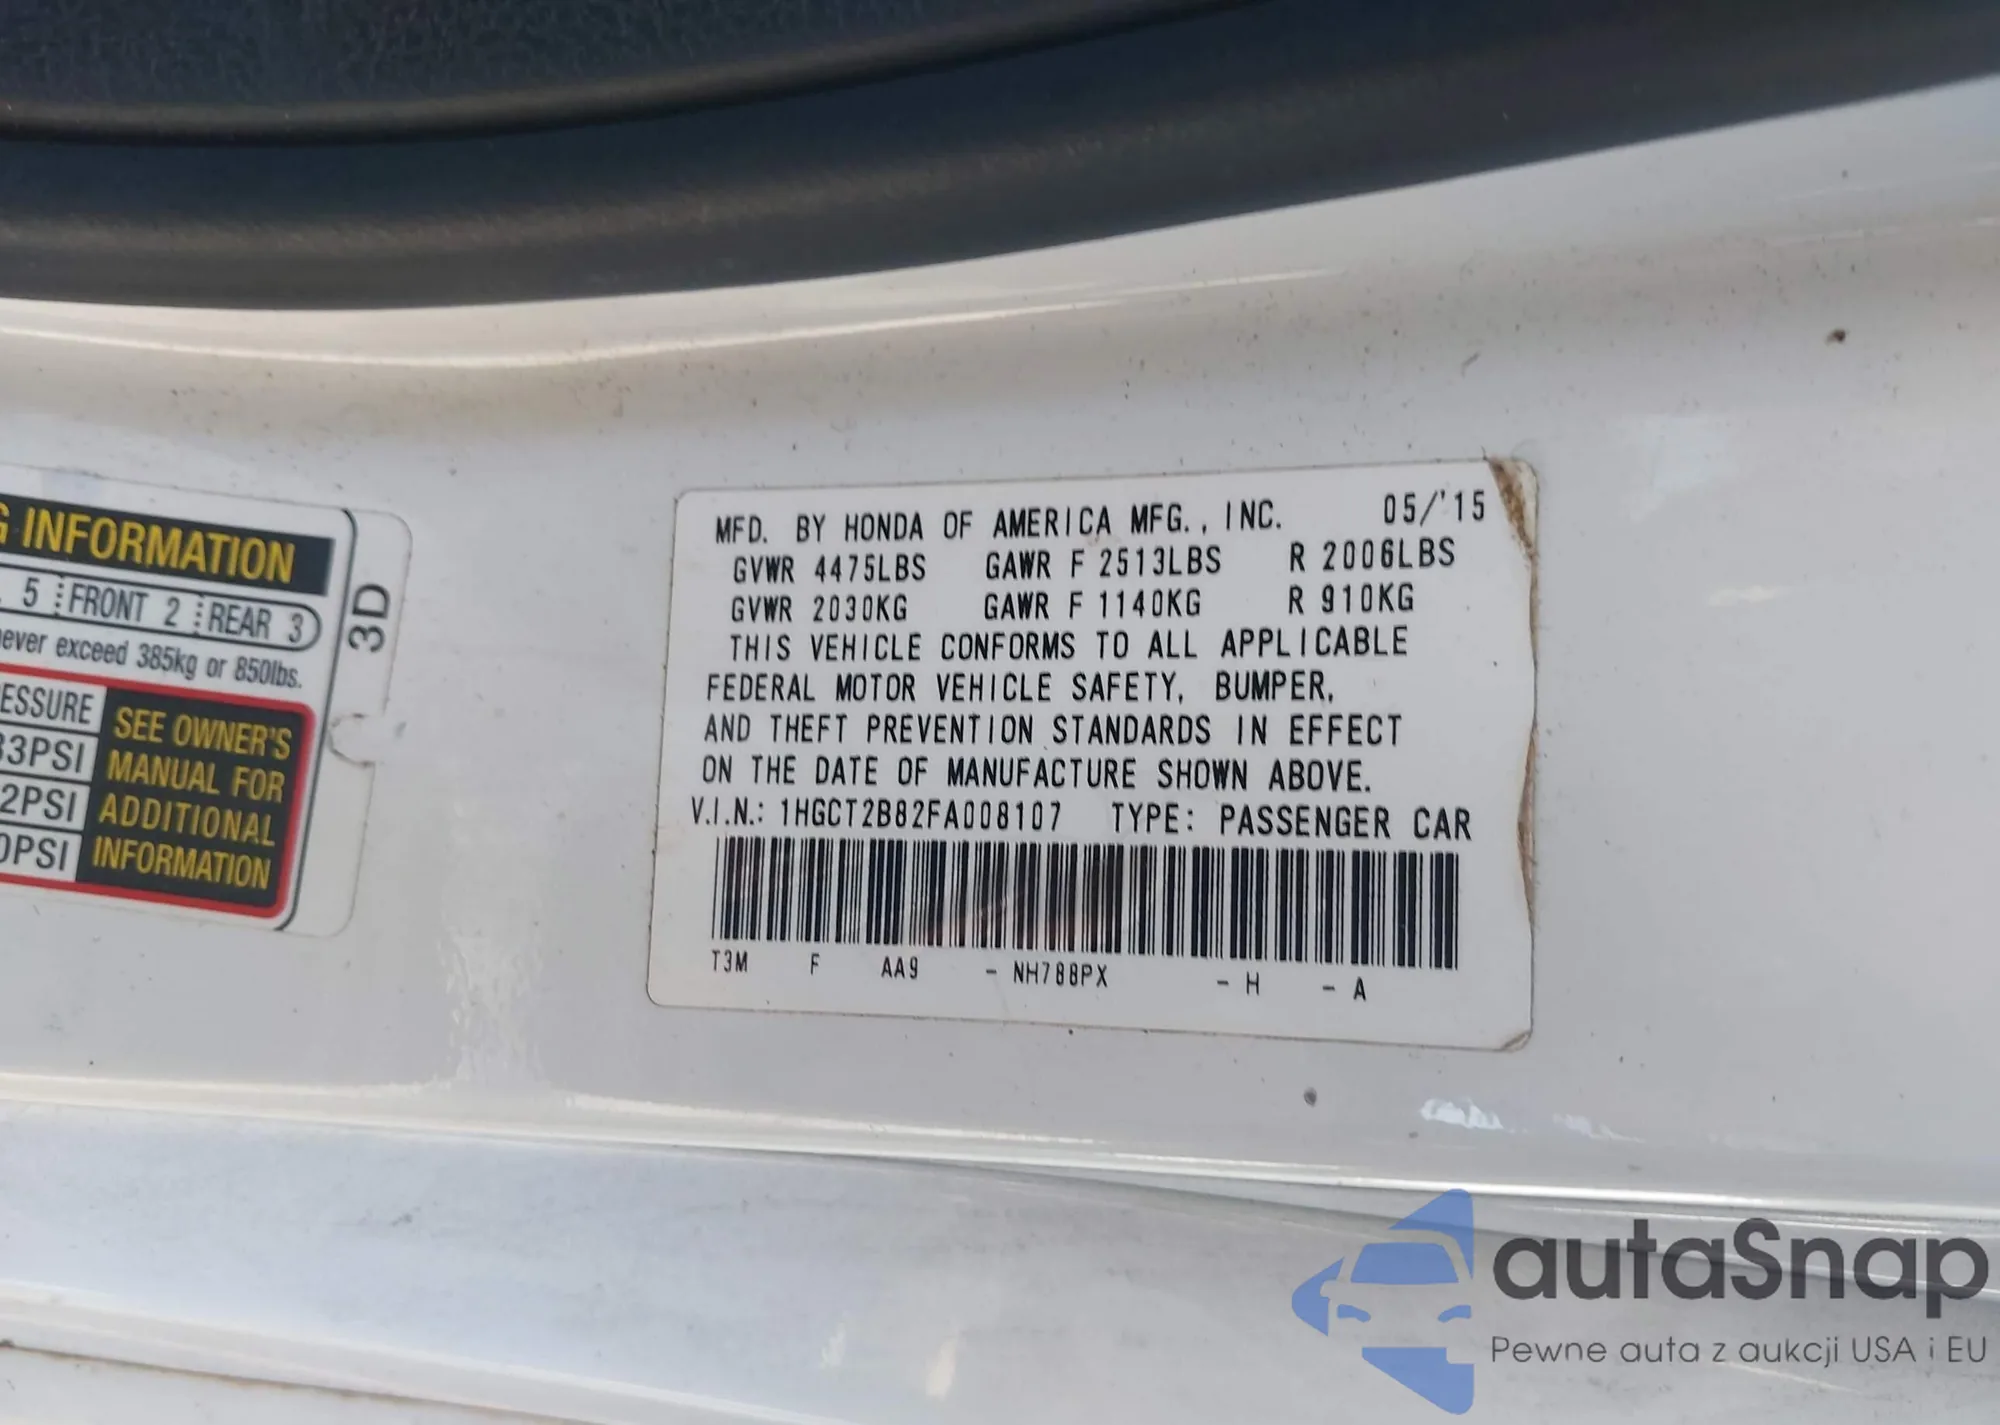 G INFORMATION
5 FRONT 2 REAR 3
never exceed 385kg or 850lbs.
3D
ESSURE
33PSI
2PSI
0PSI
SEE OWNER'S
MANUAL FOR
ADDITIONAL
INFORMATION
MFD. BY HONDA OF AMERICA MFG., INC. 05/'15
GVWR 4475LBS GAWR F 2513LBS R 2006LBS
GVWR 2030KG GAWR F 1140KG R 910KG
THIS VEHICLE CONFORMS TO ALL APPLICABLE
FEDERAL MOTOR VEHICLE SAFETY, BUMPER,
AND THEFT PREVENTION STANDARDS IN EFFECT
ON THE DATE OF MANUFACTURE SHOWN ABOVE.
V.I.N.: 1HGCT2B82FA008107 TYPE: PASSENGER CAR
T3M F AA9 - NH788PX - H - A
autaSnap
Pewne auta z aukcji USA i EU